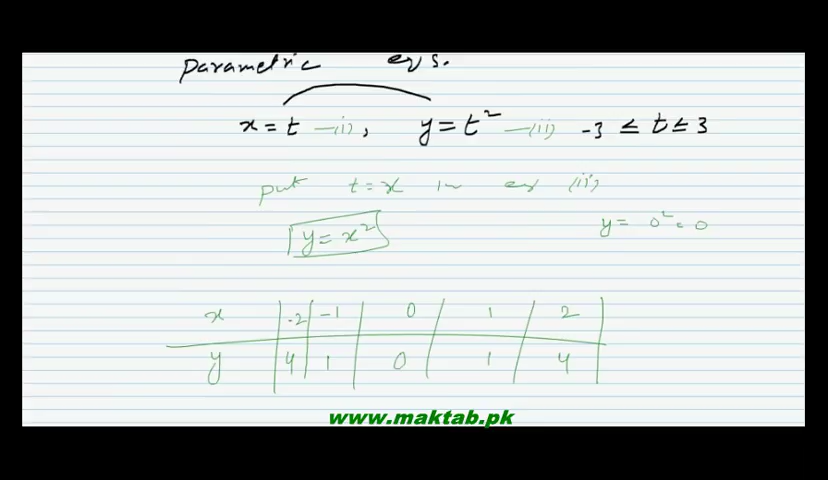 parametric eqs.
x = t —(i), y = t² —(ii) -3 ≤ t ≤ 3
put t = x in eq (ii)
y = x²
y = 0² = 0
x -2 -1 0 1 2
y 4 1 0 1 4
www.maktab.pk